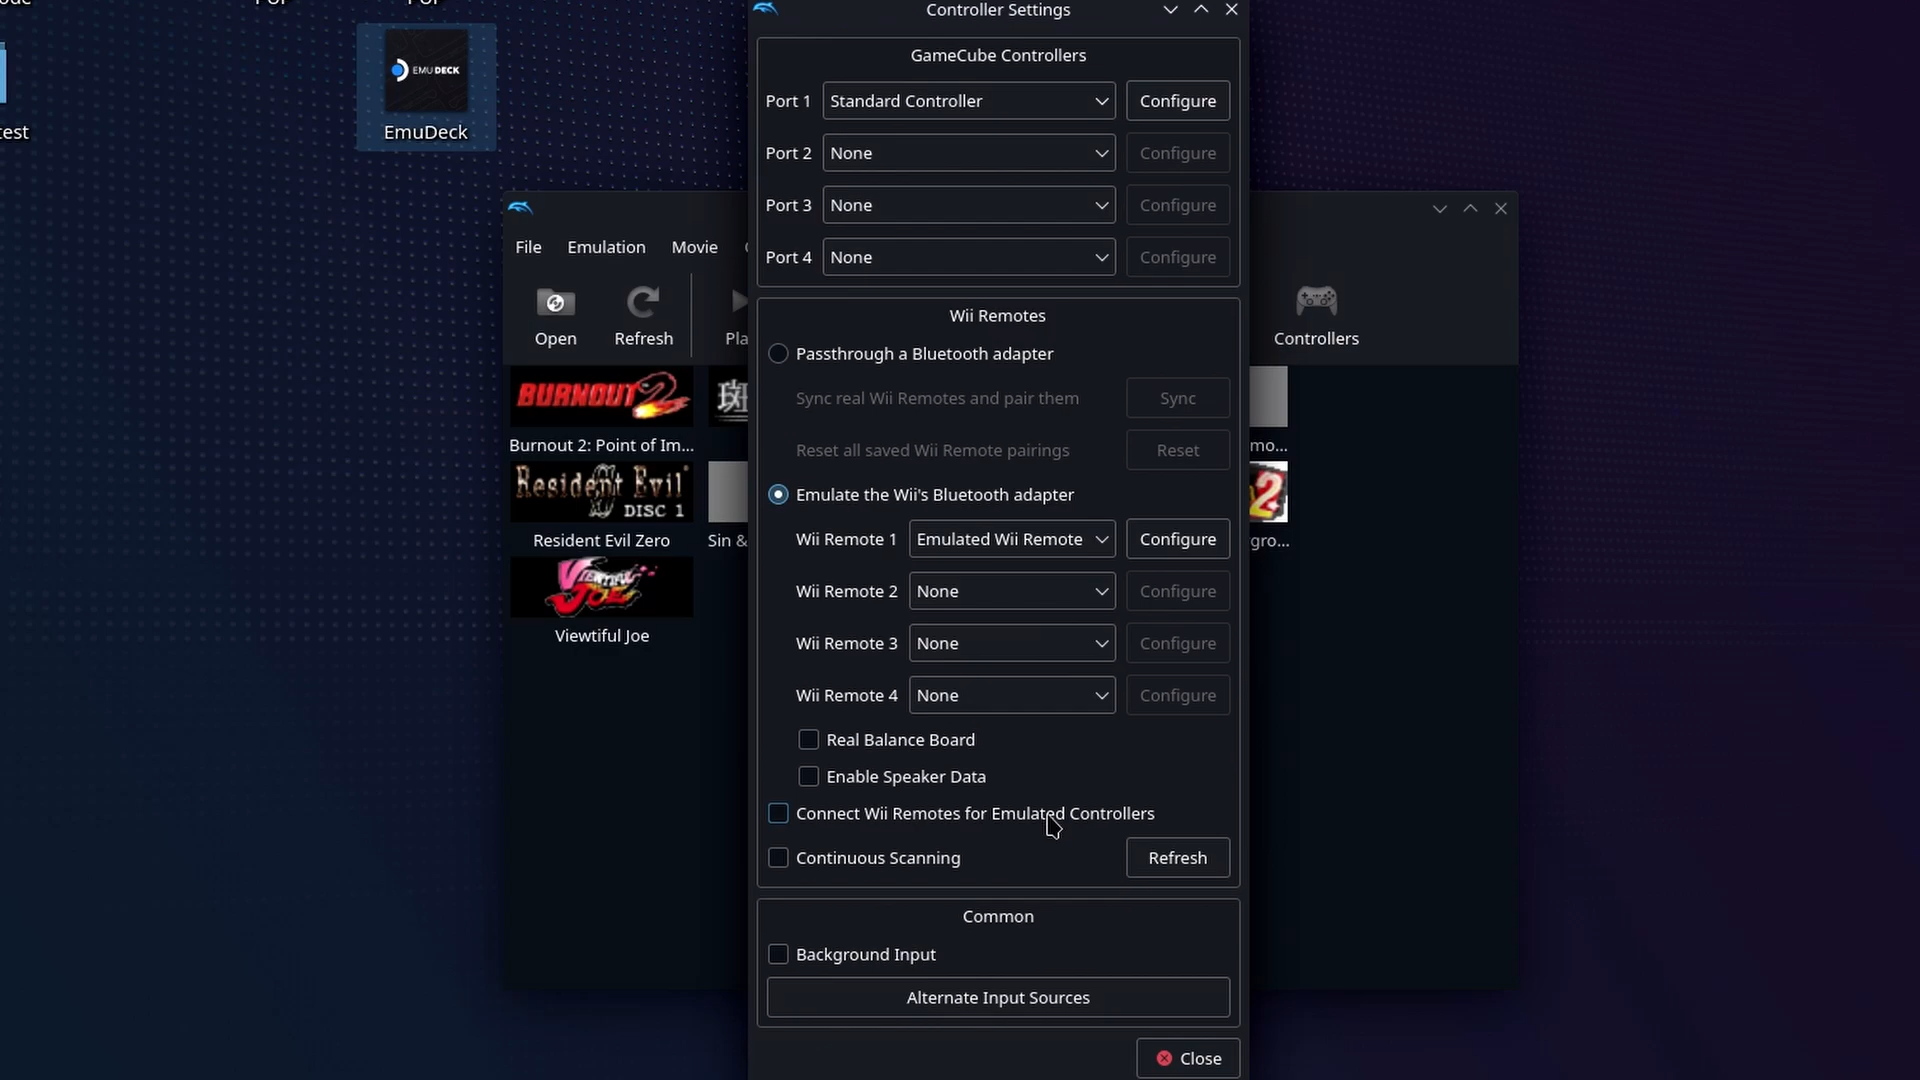 EMUDECK
EmuDeck
Controller Settings
GameCube Controllers
Port 1 Standard Controller Configure
Port 2 None Configure
Port 3 None Configure
Port 4 None Configure
Wii Remotes
Passthrough a Bluetooth adapter
Sync real Wii Remotes and pair them Sync
Reset all saved Wii Remote pairings Reset
Emulate the Wii's Bluetooth adapter
Wii Remote 1 Emulated Wii Remote Configure
Wii Remote 2 None Configure
Wii Remote 3 None Configure
Wii Remote 4 None Configure
Real Balance Board
Enable Speaker Data
Connect Wii Remotes for Emulated Controllers
Continuous Scanning Refresh
Common
Background Input
Alternate Input Sources
Close
File Emulation Movie
Open Refresh Controllers
BURNOUT 2
Burnout 2: Point of Im...
Resident Evil
DISC 1
2
Resident Evil Zero Sin &
VIEWTIFUL
JOE
Viewtiful Joe